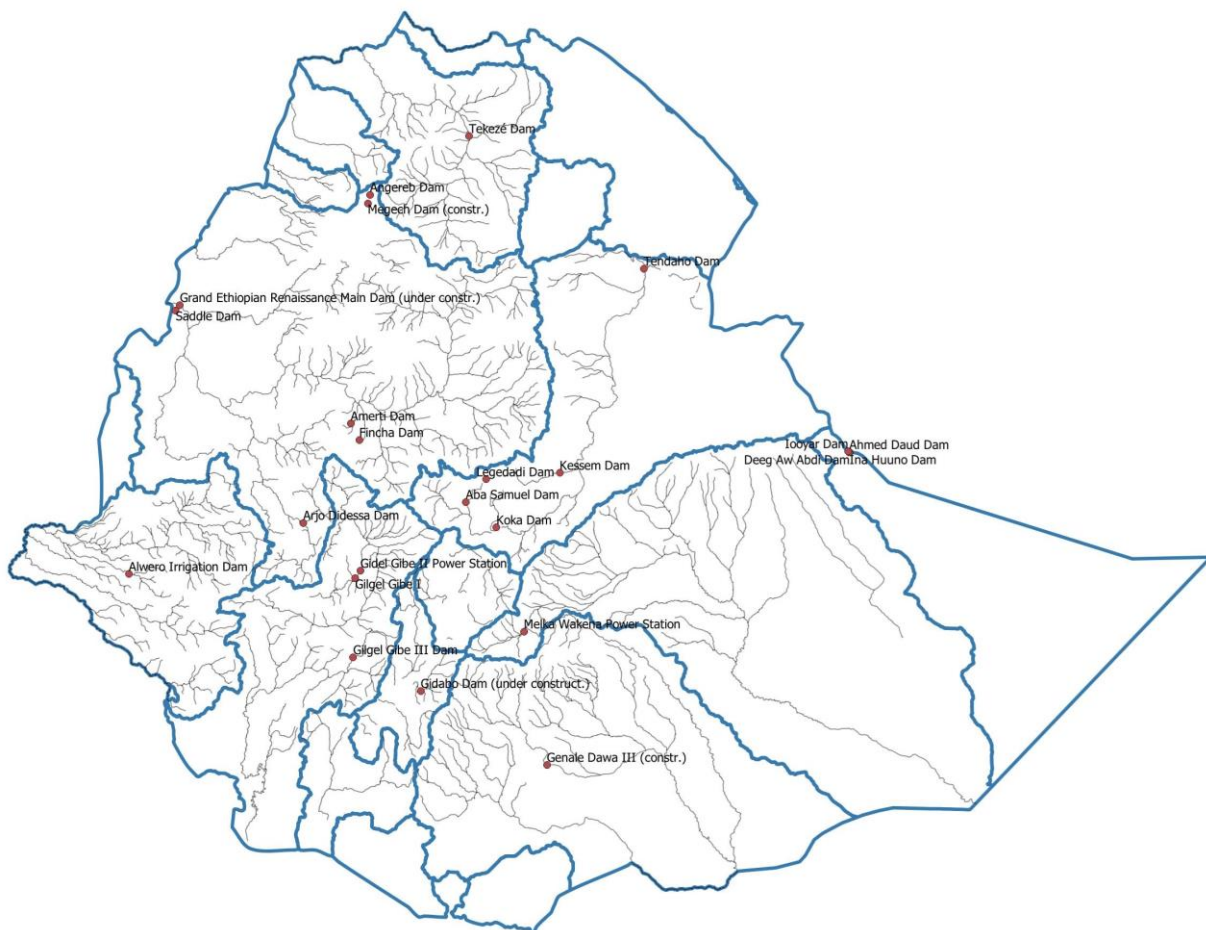 Tekezé Dam
Angereb Dam
Megech Dam (constr.)
Tendaho Dam
Grand Ethiopian Renaissance Main Dam (under constr.)
Saddle Dam
Amerti Dam
Fincha Dam
Iooyar Dam Ahmed Daud Dam
Deeg Aw Abdi Dam Ina Huuno Dam
Legedadi Dam
Kessem Dam
Aba Samuel Dam
Arjo Didessa Dam
Koka Dam
Alwero Irrigation Dam
Gidel Gibe II Power Station
Gilgel Gibe I
Melka Wakena Power Station
Gilgel Gibe III Dam
Gidabo Dam (under construct.)
Genale Dawa III (constr.)